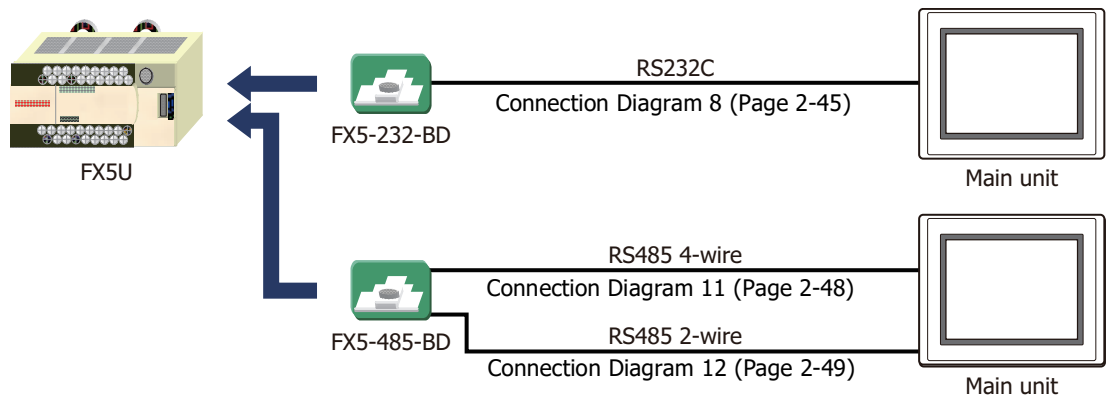 RS232C
Connection Diagram 8 (Page 2-45)
FX5-232-BD
FX5U
Main unit
RS485 4-wire
Connection Diagram 11 (Page 2-48)
FX5-485-BD
RS485 2-wire
Connection Diagram 12 (Page 2-49)
Main unit